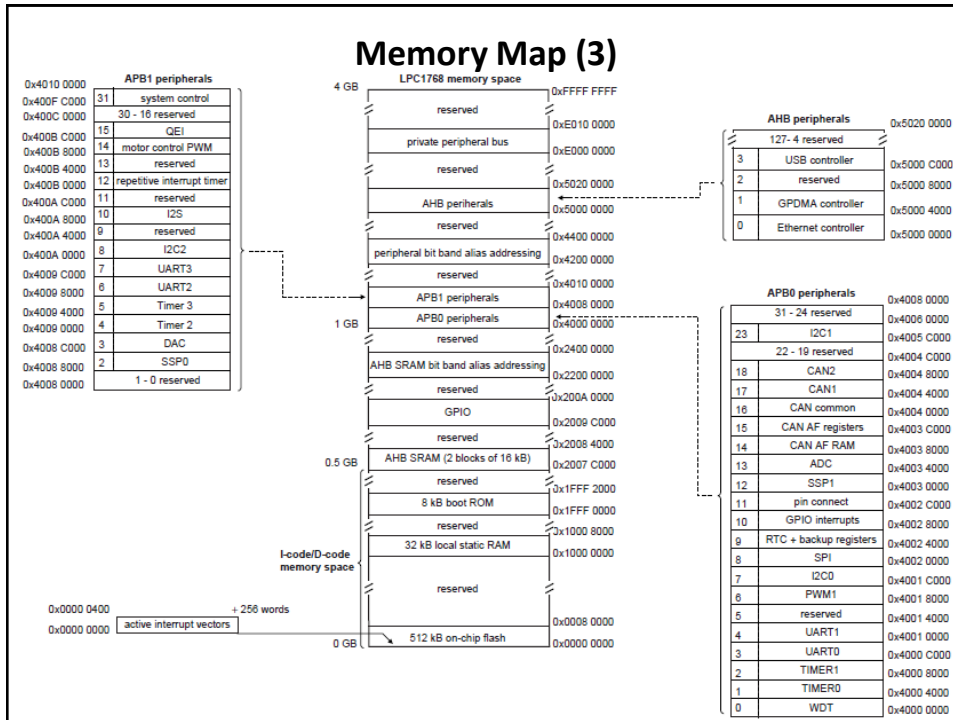 Memory Map (3)
APB1 peripherals
0x4010 0000
31 system control
0x400F C000
30 - 16 reserved
0x400C 0000
15 QEI
0x400B C000
14 motor control PWM
0x400B 8000
13 reserved
0x400B 4000
12 repetitive interrupt timer
0x400B 0000
11 reserved
0x400A C000
10 I2S
0x400A 8000
9 reserved
0x400A 4000
8 I2C2
0x400A 0000
7 UART3
0x4009 C000
6 UART2
0x4009 8000
5 Timer 3
0x4009 4000
4 Timer 2
0x4009 0000
3 DAC
0x4008 C000
2 SSP0
0x4008 8000
1 - 0 reserved
0x4008 0000
LPC1768 memory space
4 GB
0xFFFF FFFF
reserved
0xE010 0000
private peripheral bus
0xE000 0000
reserved
0x5020 0000
AHB periherals
0x5000 0000
reserved
0x4400 0000
peripheral bit band alias addressing
0x4200 0000
reserved
0x4010 0000
APB1 peripherals
0x4008 0000
APB0 peripherals
1 GB
0x4000 0000
reserved
0x2400 0000
AHB SRAM bit band alias addressing
0x2200 0000
reserved
0x200A 0000
GPIO
0x2009 C000
reserved
0x2008 4000
0.5 GB
AHB SRAM (2 blocks of 16 kB)
0x2007 C000
reserved
0x1FFF 2000
8 kB boot ROM
0x1FFF 0000
reserved
0x1000 8000
32 kB local static RAM
0x1000 0000
I-code/D-code
memory space
reserved
0x0008 0000
512 kB on-chip flash
0 GB
0x0000 0000
0x0000 0400
+ 256 words
active interrupt vectors
0x0000 0000
AHB peripherals
0x5020 0000
127- 4 reserved
3 USB controller
0x5000 C000
2 reserved
0x5000 8000
1 GPDMA controller
0x5000 4000
0 Ethernet controller
0x5000 0000
APB0 peripherals
0x4008 0000
31 - 24 reserved
0x4006 0000
23 I2C1
0x4005 C000
22 - 19 reserved
0x4004 C000
18 CAN2
0x4004 8000
17 CAN1
0x4004 4000
16 CAN common
0x4004 0000
15 CAN AF registers
0x4003 C000
14 CAN AF RAM
0x4003 8000
13 ADC
0x4003 4000
12 SSP1
0x4003 0000
11 pin connect
0x4002 C000
10 GPIO interrupts
0x4002 8000
9 RTC + backup registers
0x4002 4000
8 SPI
0x4002 0000
7 I2C0
0x4001 C000
6 PWM1
0x4001 8000
5 reserved
0x4001 4000
4 UART1
0x4001 0000
3 UART0
0x4000 C000
2 TIMER1
0x4000 8000
1 TIMER0
0x4000 4000
0 WDT
0x4000 0000